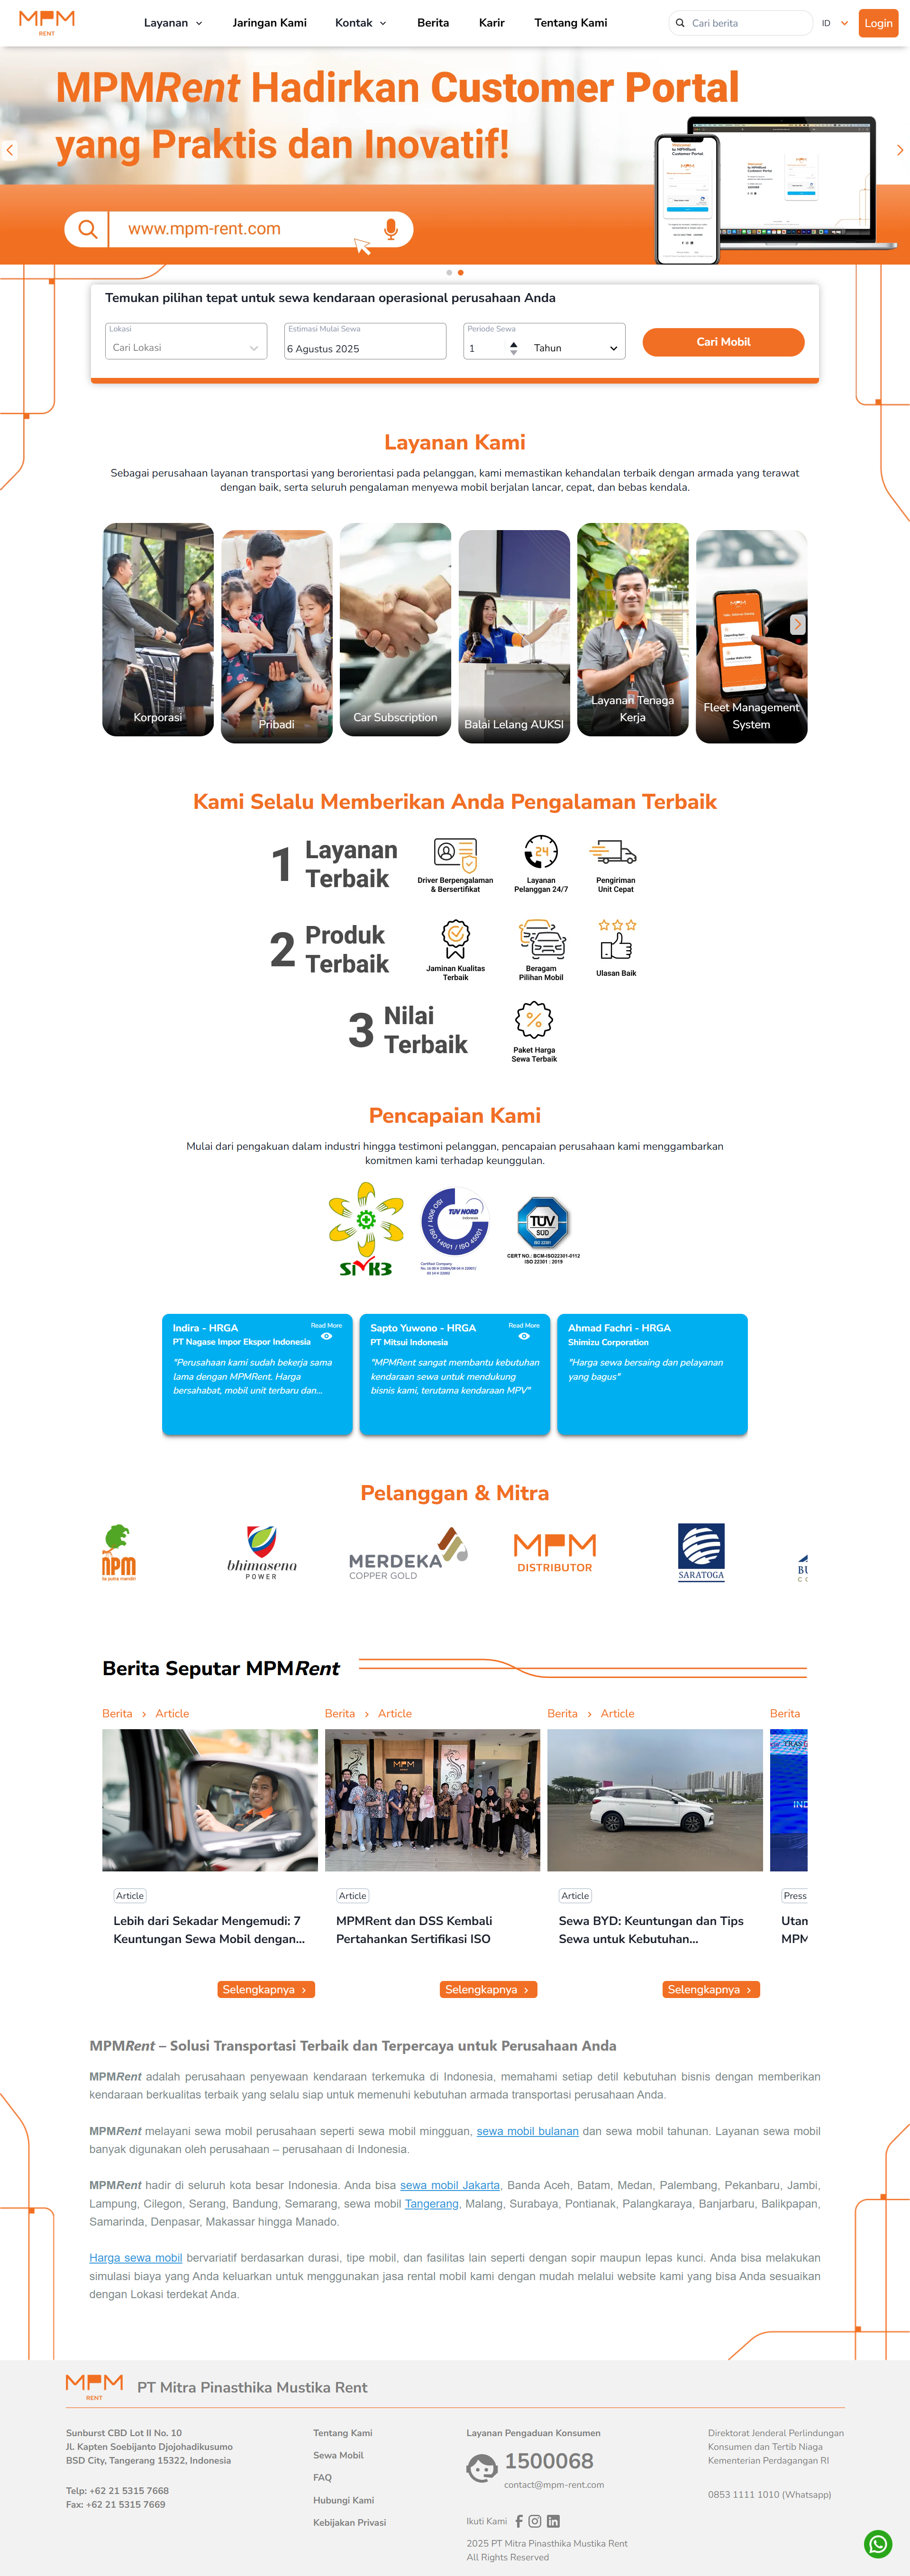 MPM
RENT
Layanan
Jaringan Kami
Kontak
Berita
Karir
Tentang Kami
Cari berita
ID
Login
MPMRent Hadirkan Customer Portal
yang Praktis dan Inovatif!
www.mpm-rent.com
Temukan pilihan tepat untuk sewa kendaraan operasional perusahaan Anda
Lokasi
Cari Lokasi
Estimasi Mulai Sewa
6 Agustus 2025
Periode Sewa
1
Tahun
Cari Mobil
Layanan Kami
Sebagai perusahaan layanan transportasi yang berorientasi pada pelanggan, kami memastikan kehandalan terbaik dengan armada yang terawat
dengan baik, serta seluruh pengalaman menyewa mobil berjalan lancar, cepat, dan bebas kendala.
Korporasi
Pribadi
Car Subscription
Balai Lelang AUKSI
Layanan Tenaga
Kerja
Fleet Management
System
Kami Selalu Memberikan Anda Pengalaman Terbaik
1 Layanan
Terbaik
Driver Berpengalaman
& Bersertifikat
24
Layanan
Pelanggan 24/7
Pengiriman
Unit Cepat
2 Produk
Terbaik
Jaminan Kualitas
Terbaik
Beragam
Pilihan Mobil
Ulasan Baik
3 Nilai
Terbaik
%
Paket Harga
Sewa Terbaik
Pencapaian Kami
Mulai dari pengakuan dalam industri hingga testimoni pelanggan, pencapaian perusahaan kami menggambarkan
komitmen kami terhadap keunggulan.
SMK3
TUV NORD
ISO 9001 / ISO 14001 / ISO 45001
Certified Company
TÜV
SUD
ISO 22301
CERT NO.: BCM-ISO22301-0112
ISO 22301 : 2019
Indira - HRGA
Read More
PT Nagase Impor Ekspor Indonesia
"Perusahaan kami sudah bekerja sama
lama dengan MPMRent. Harga
bersahabat, mobil unit terbaru dan...
Sapto Yuwono - HRGA
Read More
PT Mitsui Indonesia
"MPMRent sangat membantu kebutuhan
kendaraan sewa untuk mendukung
bisnis kami, terutama kendaraan MPV"
Ahmad Fachri - HRGA
Shimizu Corporation
"Harga sewa bersaing dan pelayanan
yang bagus"
Pelanggan & Mitra
npm
bhimasena
POWER
MERDEKA
COPPER GOLD
MPM
DISTRIBUTOR
SARATOGA
BU
Berita Seputar MPMRent
Berita > Article
Berita > Article
Berita > Article
Berita
MPM
Article
Article
Article
Press
Lebih dari Sekadar Mengemudi: 7
Keuntungan Sewa Mobil dengan...
MPMRent dan DSS Kembali
Pertahankan Sertifikasi ISO
Sewa BYD: Keuntungan dan Tips
Sewa untuk Kebutuhan...
Utam
MPM
Selengkapnya >
Selengkapnya >
Selengkapnya >
MPMRent – Solusi Transportasi Terbaik dan Terpercaya untuk Perusahaan Anda
MPMRent adalah perusahaan penyewaan kendaraan terkemuka di Indonesia, memahami setiap detil kebutuhan bisnis dengan memberikan
kendaraan berkualitas terbaik yang selalu siap untuk memenuhi kebutuhan armada transportasi perusahaan Anda.
MPMRent melayani sewa mobil perusahaan seperti sewa mobil mingguan, sewa mobil bulanan dan sewa mobil tahunan. Layanan sewa mobil
banyak digunakan oleh perusahaan – perusahaan di Indonesia.
MPMRent hadir di seluruh kota besar Indonesia. Anda bisa sewa mobil Jakarta, Banda Aceh, Batam, Medan, Palembang, Pekanbaru, Jambi,
Lampung, Cilegon, Serang, Bandung, Semarang, sewa mobil Tangerang, Malang, Surabaya, Pontianak, Palangkaraya, Banjarbaru, Balikpapan,
Samarinda, Denpasar, Makassar hingga Manado.
Harga sewa mobil bervariatif berdasarkan durasi, tipe mobil, dan fasilitas lain seperti dengan sopir maupun lepas kunci. Anda bisa melakukan
simulasi biaya yang Anda keluarkan untuk menggunakan jasa rental mobil kami dengan mudah melalui website kami yang bisa Anda sesuaikan
dengan Lokasi terdekat Anda.
MPM
RENT
PT Mitra Pinasthika Mustika Rent
Sunburst CBD Lot II No. 10
Jl. Kapten Soebijanto Djojohadikusumo
BSD City, Tangerang 15322, Indonesia
Telp: +62 21 5315 7668
Fax: +62 21 5315 7669
Tentang Kami
Sewa Mobil
FAQ
Hubungi Kami
Kebijakan Privasi
Layanan Pengaduan Konsumen
1500068
contact@mpm-rent.com
Ikuti Kami
2025 PT Mitra Pinasthika Mustika Rent
All Rights Reserved
Direktorat Jenderal Perlindungan
Konsumen dan Tertib Niaga
Kementerian Perdagangan RI
0853 1111 1010 (Whatsapp)